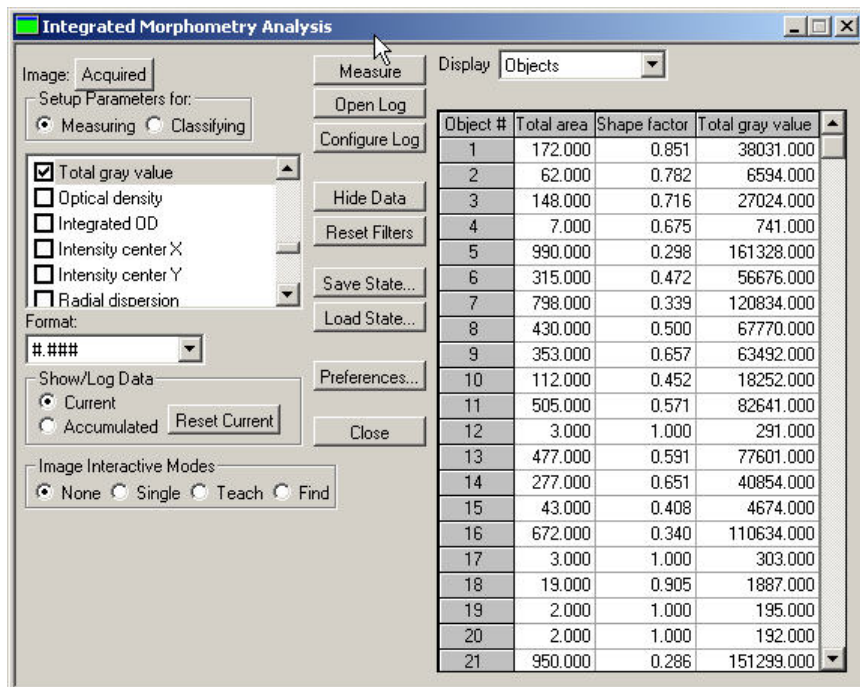 Integrated Morphometry Analysis
Image: Acquired
Setup Parameters for:
Measuring Classifying
Total gray value
Optical density
Integrated OD
Intensity center X
Intensity center Y
Radial dispersion
Format:
#.###
Show/Log Data
Current
Accumulated
Reset Current
Image Interactive Modes
None Single Teach Find
Measure
Open Log
Configure Log
Hide Data
Reset Filters
Save State...
Load State...
Preferences...
Close
Display Objects
Object # Total area Shape factor Total gray value
1 172.000 0.851 38031.000
2 62.000 0.782 6594.000
3 148.000 0.716 27024.000
4 7.000 0.675 741.000
5 990.000 0.298 161328.000
6 315.000 0.472 56676.000
7 798.000 0.339 120834.000
8 430.000 0.500 67770.000
9 353.000 0.657 63492.000
10 112.000 0.452 18252.000
11 505.000 0.571 82641.000
12 3.000 1.000 291.000
13 477.000 0.591 77601.000
14 277.000 0.651 40854.000
15 43.000 0.408 4674.000
16 672.000 0.340 110634.000
17 3.000 1.000 303.000
18 19.000 0.905 1887.000
19 2.000 1.000 195.000
20 2.000 1.000 192.000
21 950.000 0.286 151299.000